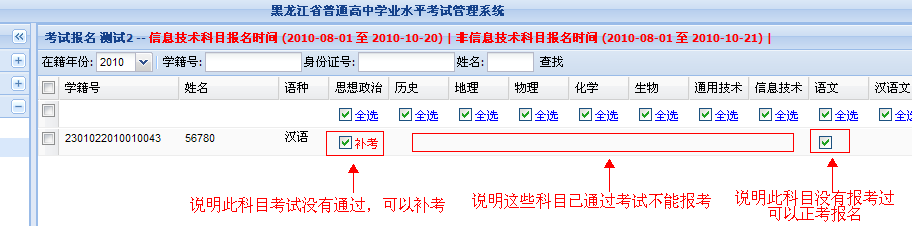 黑龙江省普通高中学业水平考试管理系统
考试报名 测试2 -- 信息技术科目报名时间 (2010-08-01 至 2010-10-20) | 非信息技术科目报名时间 (2010-08-01 至 2010-10-21) |
在籍年份: 2010 学籍号: 身份证号: 姓名: 查找
学籍号 姓名 语种 思想政治 历史 地理 物理 化学 生物 通用技术 信息技术 语文 汉语文
全选 全选 全选 全选 全选 全选 全选 全选 全选 全选
2301022010010043 56780 汉语 补考
说明此科目考试没有通过，可以补考 说明这些科目已通过考试不能报考 说明此科目没有报考过
可以正考报名